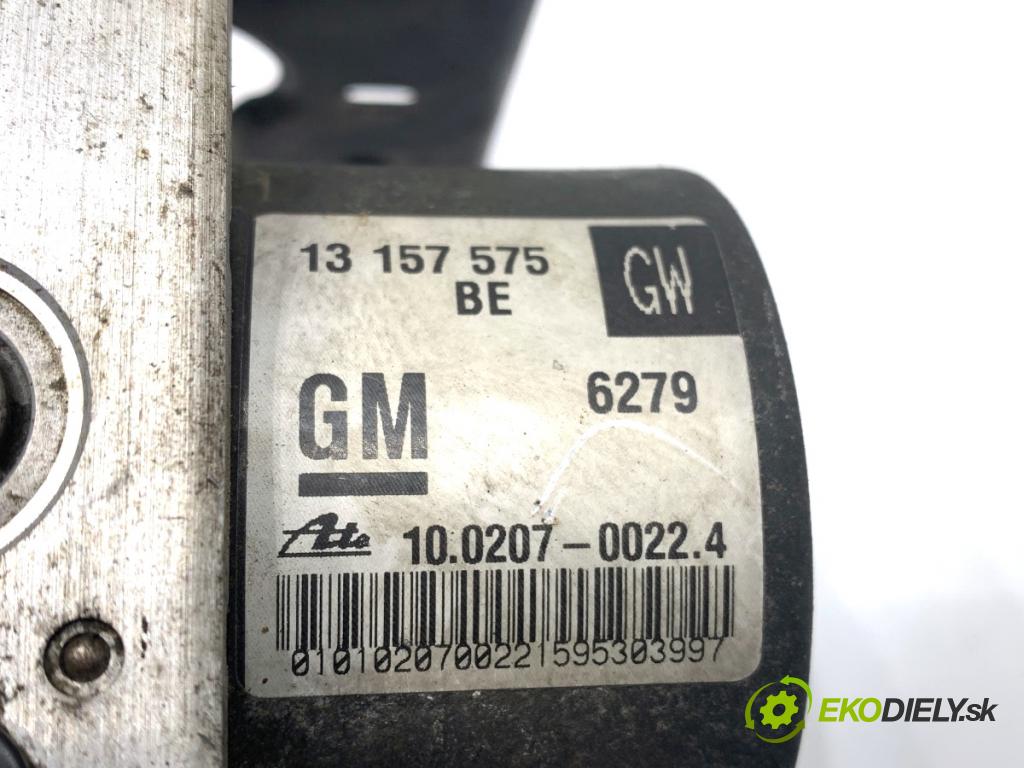 13 157 575
BE
GW
GM
6279
Ate
10.0207-0022.4
0101020700221595303997
EKODIELY.sk